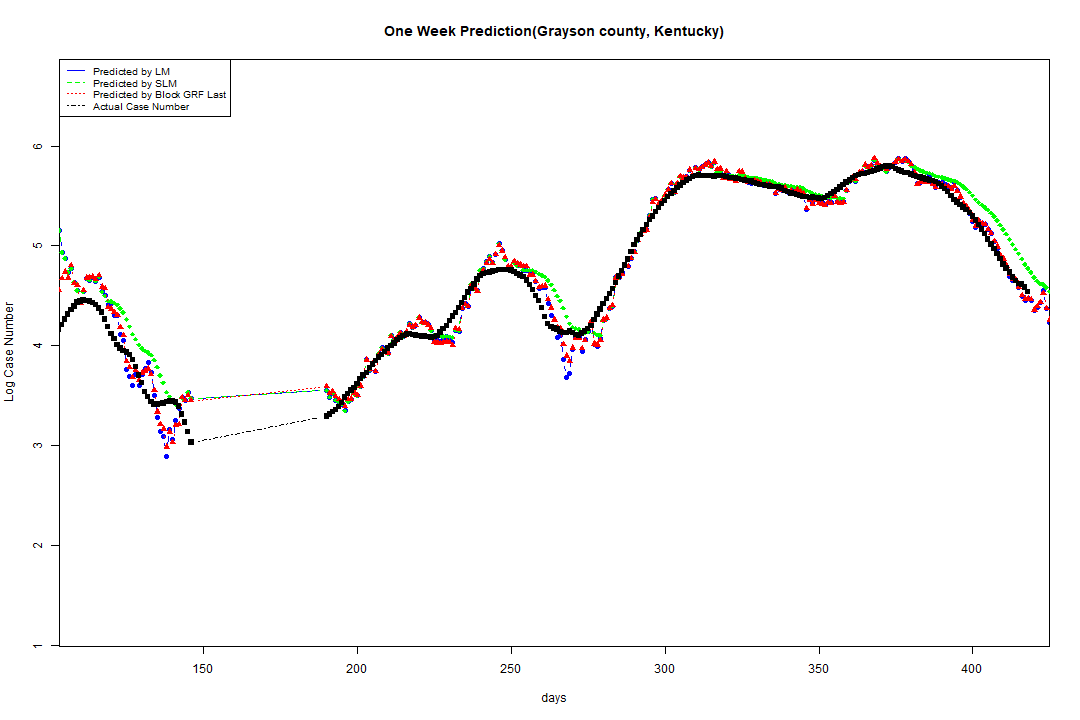 One Week Prediction(Grayson county, Kentucky)
Predicted by LM
Predicted by SLM
Predicted by Block GRF Last
Actual Case Number
6
5
4
3
2
1
Log Case Number
150 200 250 300 350 400
days